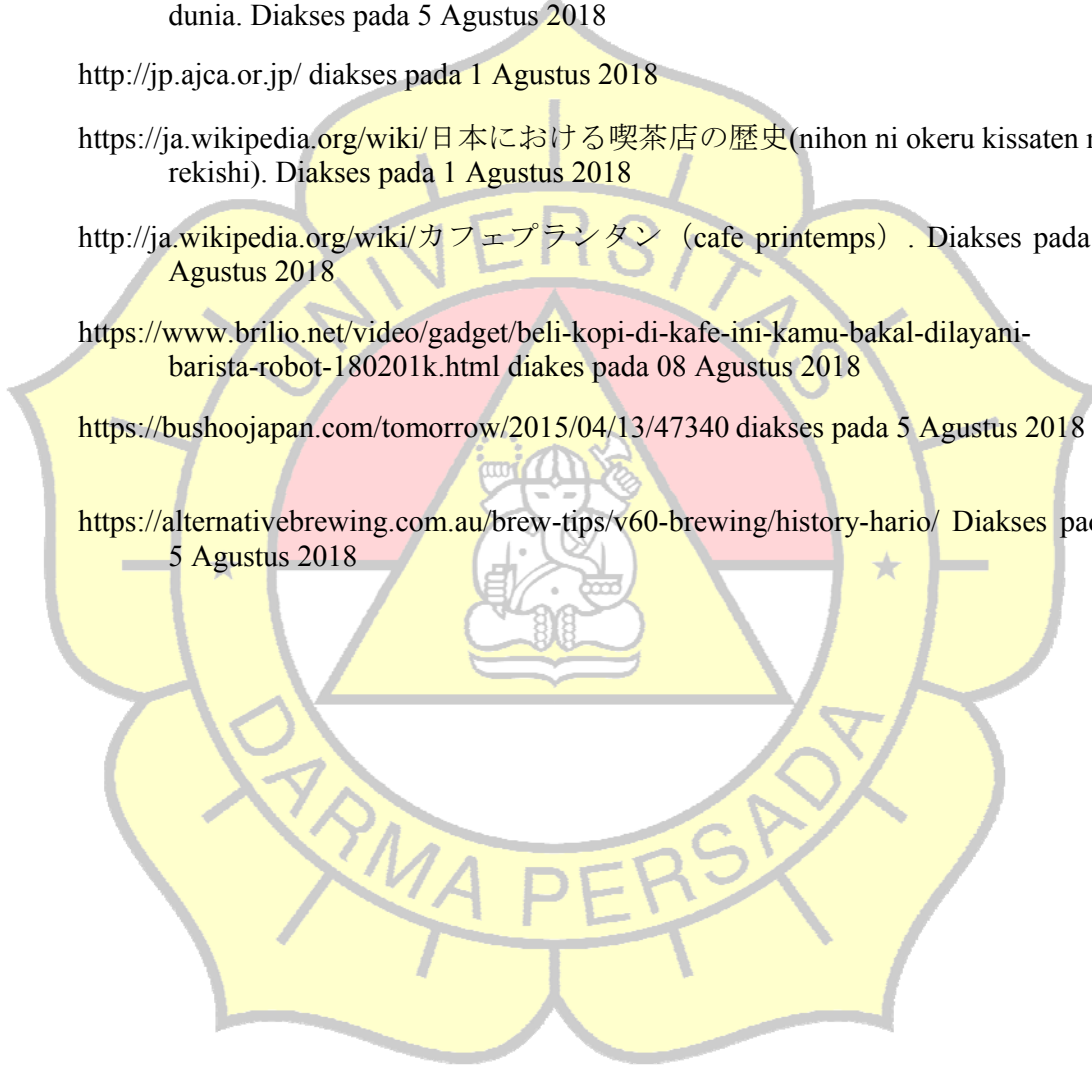 dunia. Diakses pada 5 Agustus 2018
http://jp.ajca.or.jp/ diakses pada 1 Agustus 2018
https://ja.wikipedia.org/wiki/日本における喫茶店の歴史(nihon ni okeru kissaten
rekishi). Diakses pada 1 Agustus 2018
http://ja.wikipedia.org/wiki/カフェプランタン（cafe printemps）. Diakses pada
Agustus 2018
https://www.brilio.net/video/gadget/beli-kopi-di-kafe-ini-kamu-bakal-dilayani-
barista-robot-180201k.html diakes pada 08 Agustus 2018
https://bushoojapan.com/tomorrow/2015/04/13/47340 diakses pada 5 Agustus 2018
https://alternativebrewing.com.au/brew-tips/v60-brewing/history-hario/ Diakses
5 Agustus 2018
UNIVERSITAS
DARMA PERSADA